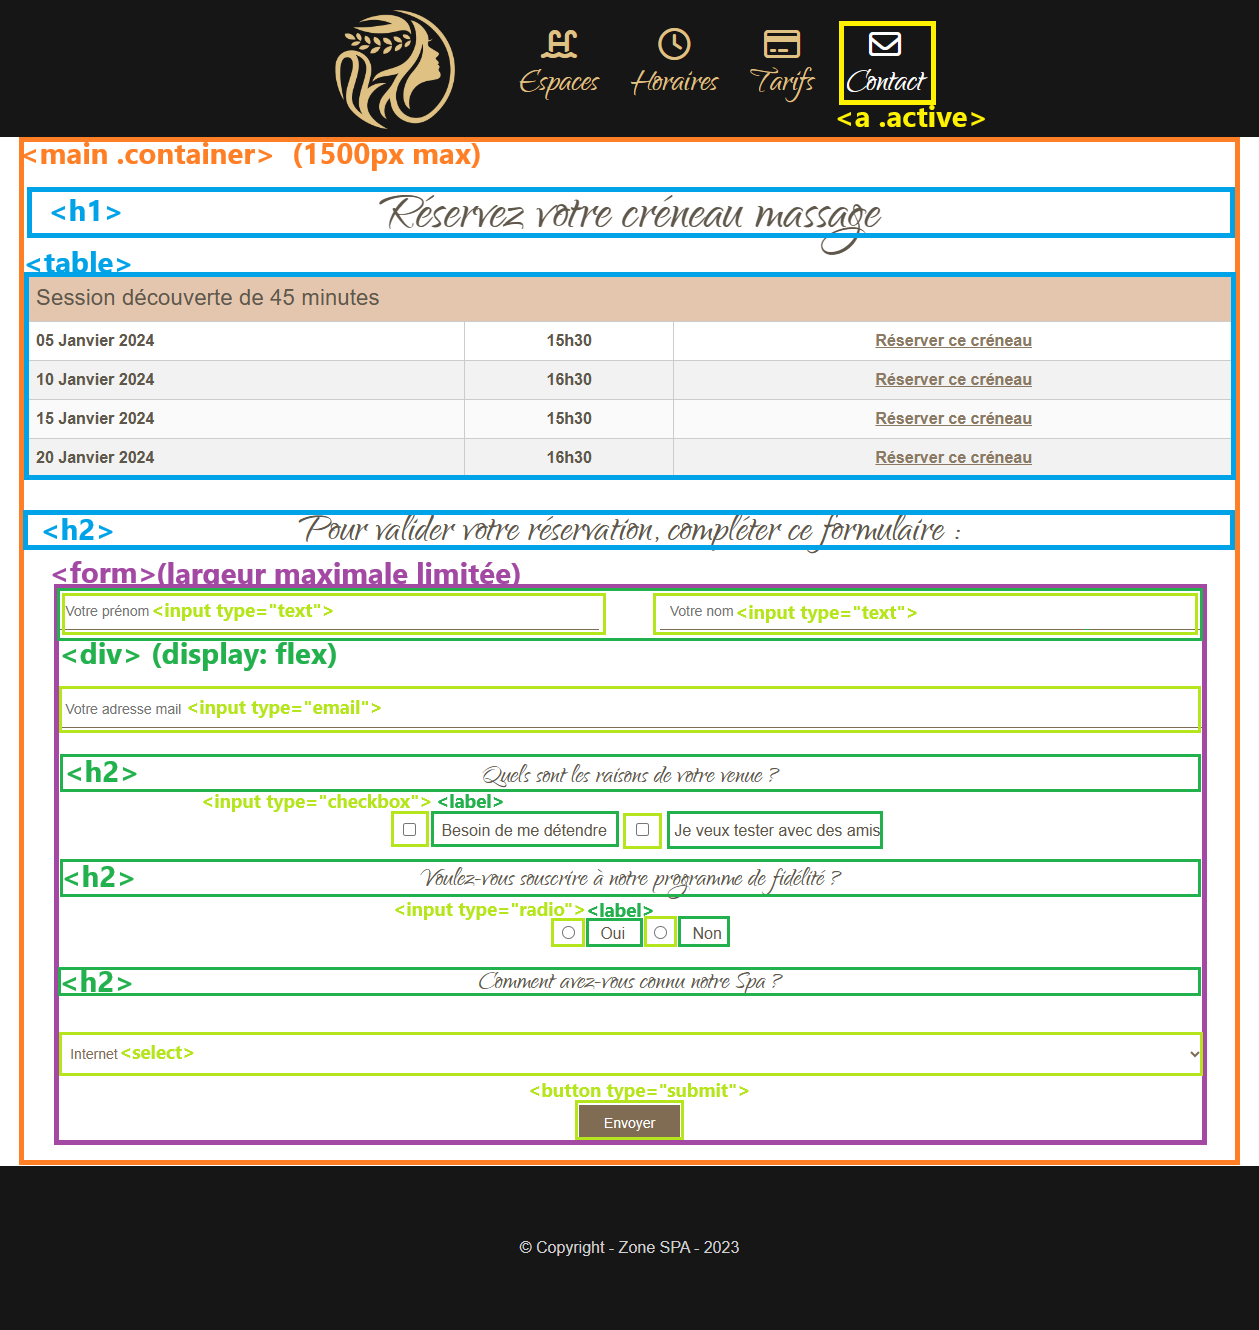 Espaces Horaires Tarifs Contact
<a .active>
<main .container> (1500px max)
<h1> Réservez votre créneau massage
<table>
Session découverte de 45 minutes
05 Janvier 2024 15h30 Réserver ce créneau
10 Janvier 2024 16h30 Réserver ce créneau
15 Janvier 2024 15h30 Réserver ce créneau
20 Janvier 2024 16h30 Réserver ce créneau
<h2> Pour valider votre réservation, compléter ce formulaire :
<form>(largeur maximale limitée)
Votre prénom <input type="text"> Votre nom <input type="text">
<div> (display: flex)
Votre adresse mail <input type="email">
<h2> Quels sont les raisons de votre venue ?
<input type="checkbox"> <label>
Besoin de me détendre Je veux tester avec des amis
<h2> Voulez-vous souscrire à notre programme de fidélité ?
<input type="radio"> <label>
Oui Non
<h2> Comment avez-vous connu notre Spa ?
Internet <select>
<button type="submit">
Envoyer
© Copyright - Zone SPA - 2023